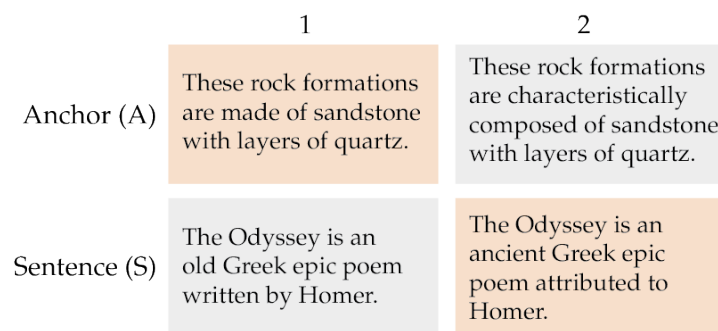 1
2
Anchor (A)
These rock formations
are made of sandstone
with layers of quartz.
These rock formations
are characteristically
composed of sandstone
with layers of quartz.
Sentence (S)
The Odyssey is an
old Greek epic poem
written by Homer.
The Odyssey is an
ancient Greek epic
poem attributed to
Homer.